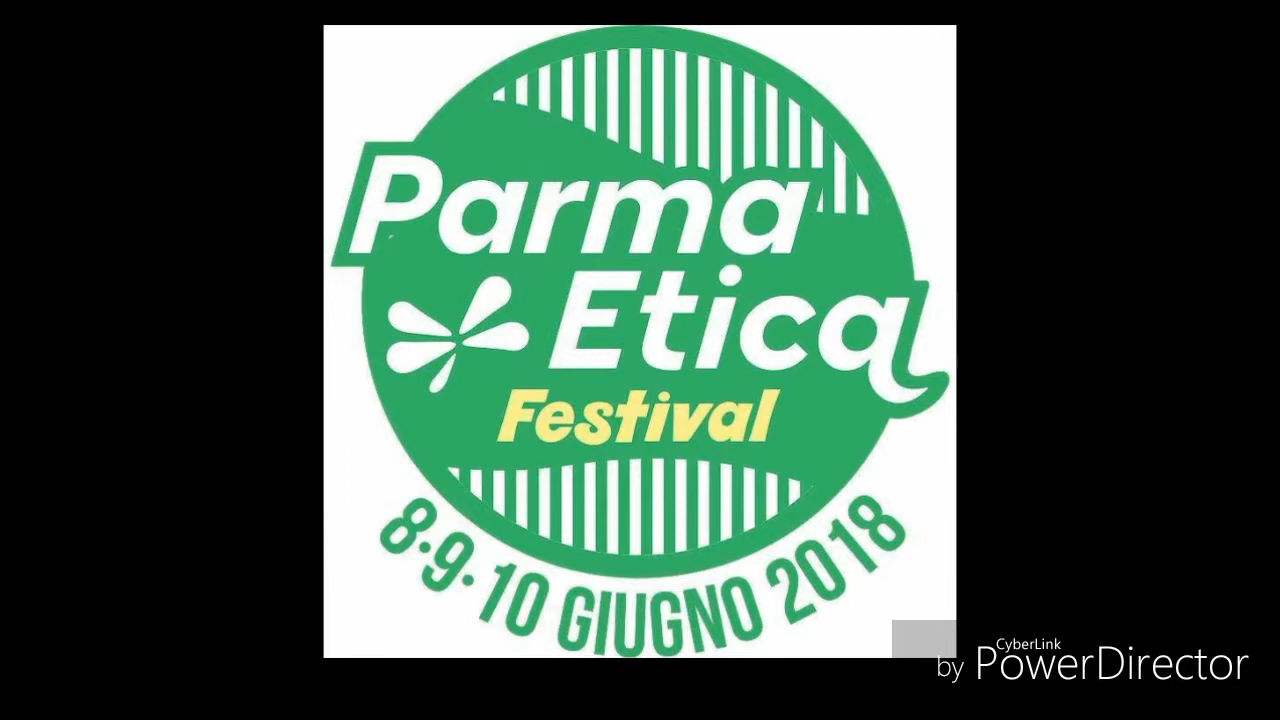 Parma
Etica
Festival
8·9·10 GIUGNO 2018
CyberLink
by PowerDirector